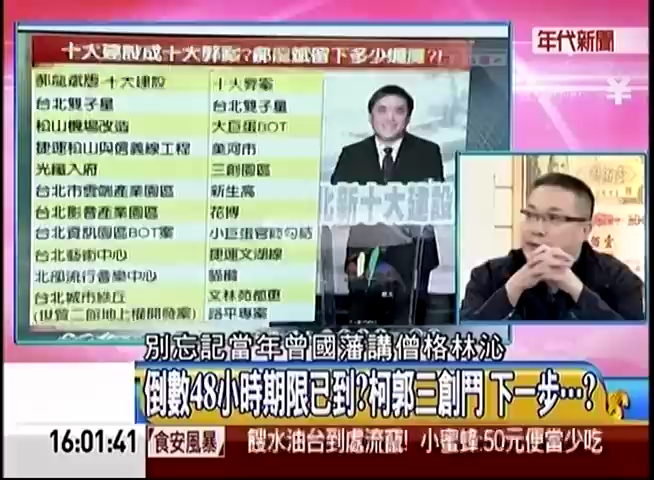 年代新聞
十大建設成十大弊案?郝龍斌留下多少爛攤?!
郝龍斌版 十大建設 十大弊案
台北雙子星 台北雙子星
松山機場改造 大巨蛋BOT
捷運松山與信義線工程 美河市
光纖入府 三創園區
台北市雲端產業園區 新生高
台北影音產業園區 花博
台北資訊園區BOT案 小巨蛋官商勾結
台北藝術中心 捷運文湖線
北部流行音樂中心 貓纜
台北城市綠丘 文林苑都更
(世貿二館地上權開發案) 路平專案
北新十大建設
別忘記當年曾國藩講僧格林沁
倒數48小時期限已到?柯郭三創鬥 下一步…?
16:01:41
食安風暴
餿水油台到處流竄! 小蜜蜂:50元便當少吃